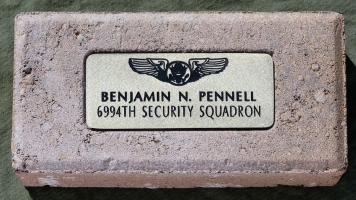 BENJAMIN N. PENNELL
6994TH SECURITY SQUADRON